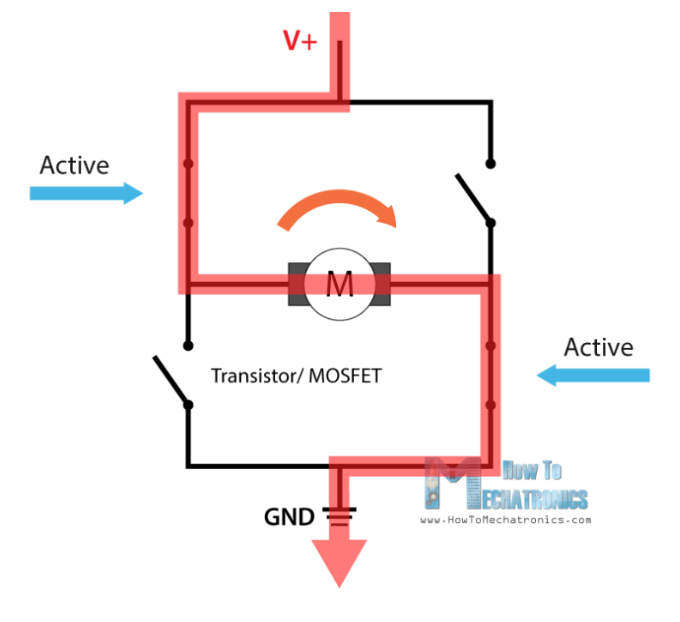 V+
Active
M
Active
Transistor/ MOSFET
How To
MECHATRONICS
GND
www.HowToMechatronics.com